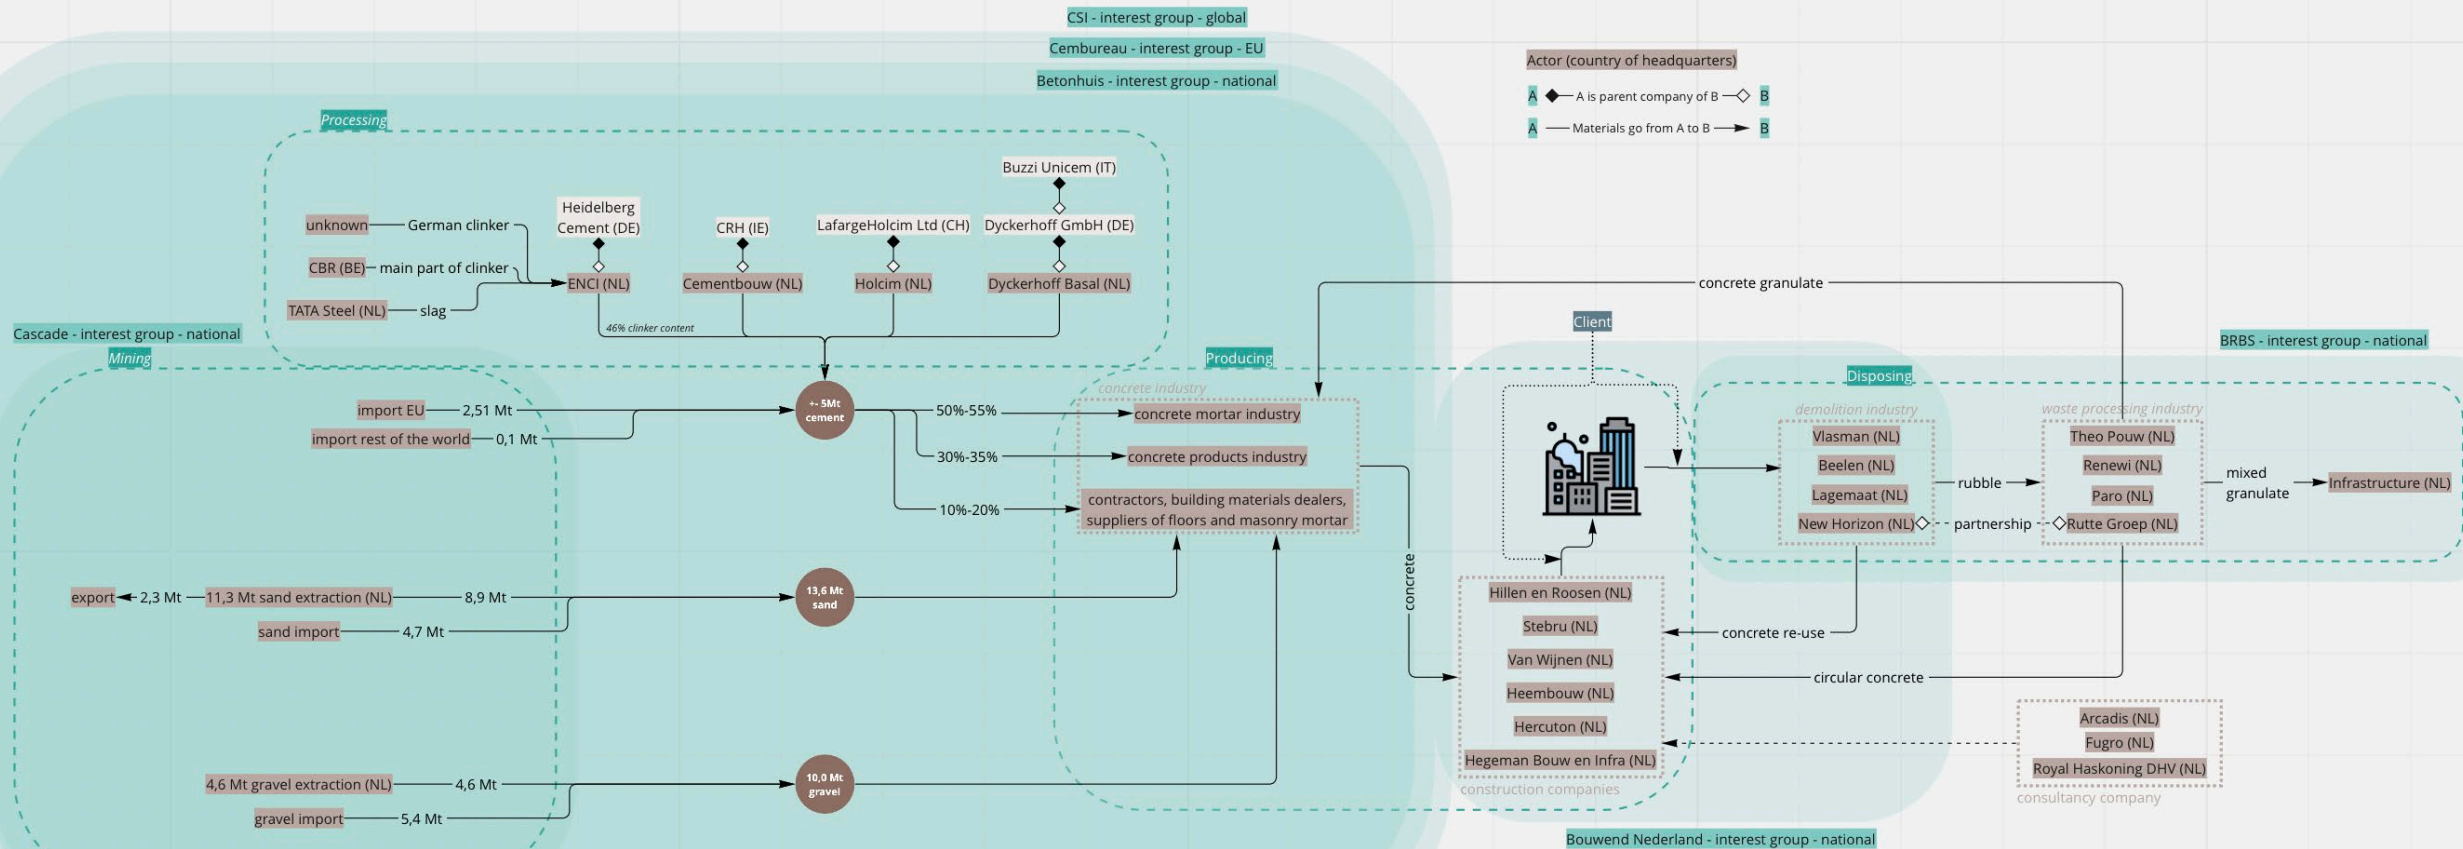 CSI - interest group - global
Cembureau - interest group - EU
Betonhuis - interest group - national
Actor (country of headquarters)
A A is parent company of B B
A Materials go from A to B B
Processing
Buzzi Unicem (IT)
Heidelberg
Cement (DE)
CRH (IE)
LafargeHolcim Ltd (CH)
Dyckerhoff GmbH (DE)
unknown German clinker
CBR (BE) main part of clinker
TATA Steel (NL) slag
ENCI (NL)
Cementbouw (NL)
Holcim (NL)
Dyckerhoff Basal (NL)
46% clinker content
Cascade - interest group - national
Mining
import EU 2,51 Mt
import rest of the world 0,1 Mt
+- 5Mt
cement
50%-55%
30%-35%
10%-20%
export 2,3 Mt 11,3 Mt sand extraction (NL) 8,9 Mt
sand import 4,7 Mt
13,6 Mt
sand
4,6 Mt gravel extraction (NL) 4,6 Mt
gravel import 5,4 Mt
10,0 Mt
gravel
Producing
concrete industry
concrete mortar industry
concrete products industry
contractors, building materials dealers,
suppliers of floors and masonry mortar
concrete
concrete granulate
Client
Hillen en Roosen (NL)
Stebru (NL)
Van Wijnen (NL)
Heembouw (NL)
Hercuton (NL)
Hegeman Bouw en Infra (NL)
construction companies
BRBS - interest group - national
Disposing
demolition industry
Vlasman (NL)
Beelen (NL)
Lagemaat (NL)
New Horizon (NL)
rubble
partnership
waste processing industry
Theo Pouw (NL)
Renewi (NL)
Paro (NL)
Rutte Groep (NL)
mixed
granulate
Infrastructure (NL)
concrete re-use
circular concrete
Arcadis (NL)
Fugro (NL)
Royal Haskoning DHV (NL)
consultancy company
Bouwend Nederland - interest group - national